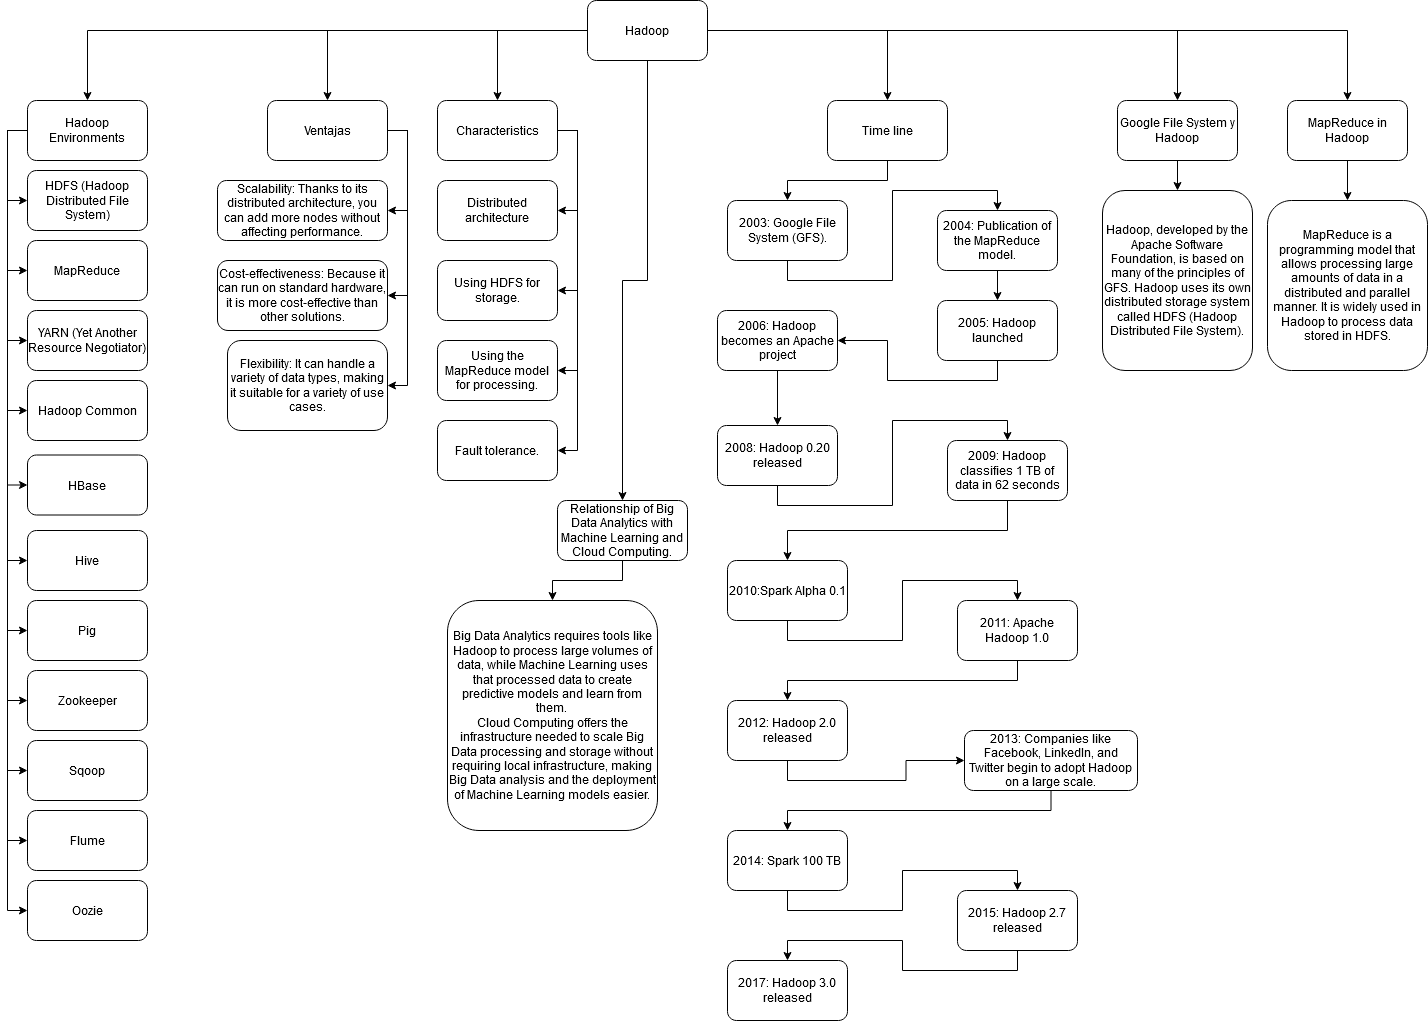 Hadoop
Hadoop
Environments
HDFS (Hadoop
Distributed File
System)
MapReduce
YARN (Yet Another
Resource Negotiator)
Hadoop Common
HBase
Hive
Pig
Zookeeper
Sqoop
Flume
Oozie
Ventajas
Scalability: Thanks to its
distributed architecture, you
can add more nodes without
affecting performance.
Cost-effectiveness: Because it
can run on standard hardware,
it is more cost-effective than
other solutions.
Flexibility: It can handle a
variety of data types, making
it suitable for a variety of use
cases.
Characteristics
Distributed
architecture
Using HDFS for
storage.
Using the
MapReduce model
for processing.
Fault tolerance.
Relationship of Big
Data Analytics with
Machine Learning and
Cloud Computing.
Big Data Analytics requires tools like
Hadoop to process large volumes of
data, while Machine Learning uses
that processed data to create
predictive models and learn from
them.
Cloud Computing offers the
infrastructure needed to scale Big
Data processing and storage without
requiring local infrastructure, making
Big Data analysis and the deployment
of Machine Learning models easier.
Time line
2003: Google File
System (GFS).
2004: Publication of
the MapReduce
model.
2005: Hadoop
launched
2006: Hadoop
becomes an Apache
project
2008: Hadoop 0.20
released
2009: Hadoop
classifies 1 TB of
data in 62 seconds
2010:Spark Alpha 0.1
2011: Apache
Hadoop 1.0
2012: Hadoop 2.0
released
2013: Companies like
Facebook, LinkedIn, and
Twitter begin to adopt Hadoop
on a large scale.
2014: Spark 100 TB
2015: Hadoop 2.7
released
2017: Hadoop 3.0
released
Google File System y
Hadoop
Hadoop, developed by the
Apache Software
Foundation, is based on
many of the principles of
GFS. Hadoop uses its own
distributed storage system
called HDFS (Hadoop
Distributed File System).
MapReduce in
Hadoop
MapReduce is a
programming model that
allows processing large
amounts of data in a
distributed and parallel
manner. It is widely used in
Hadoop to process data
stored in HDFS.